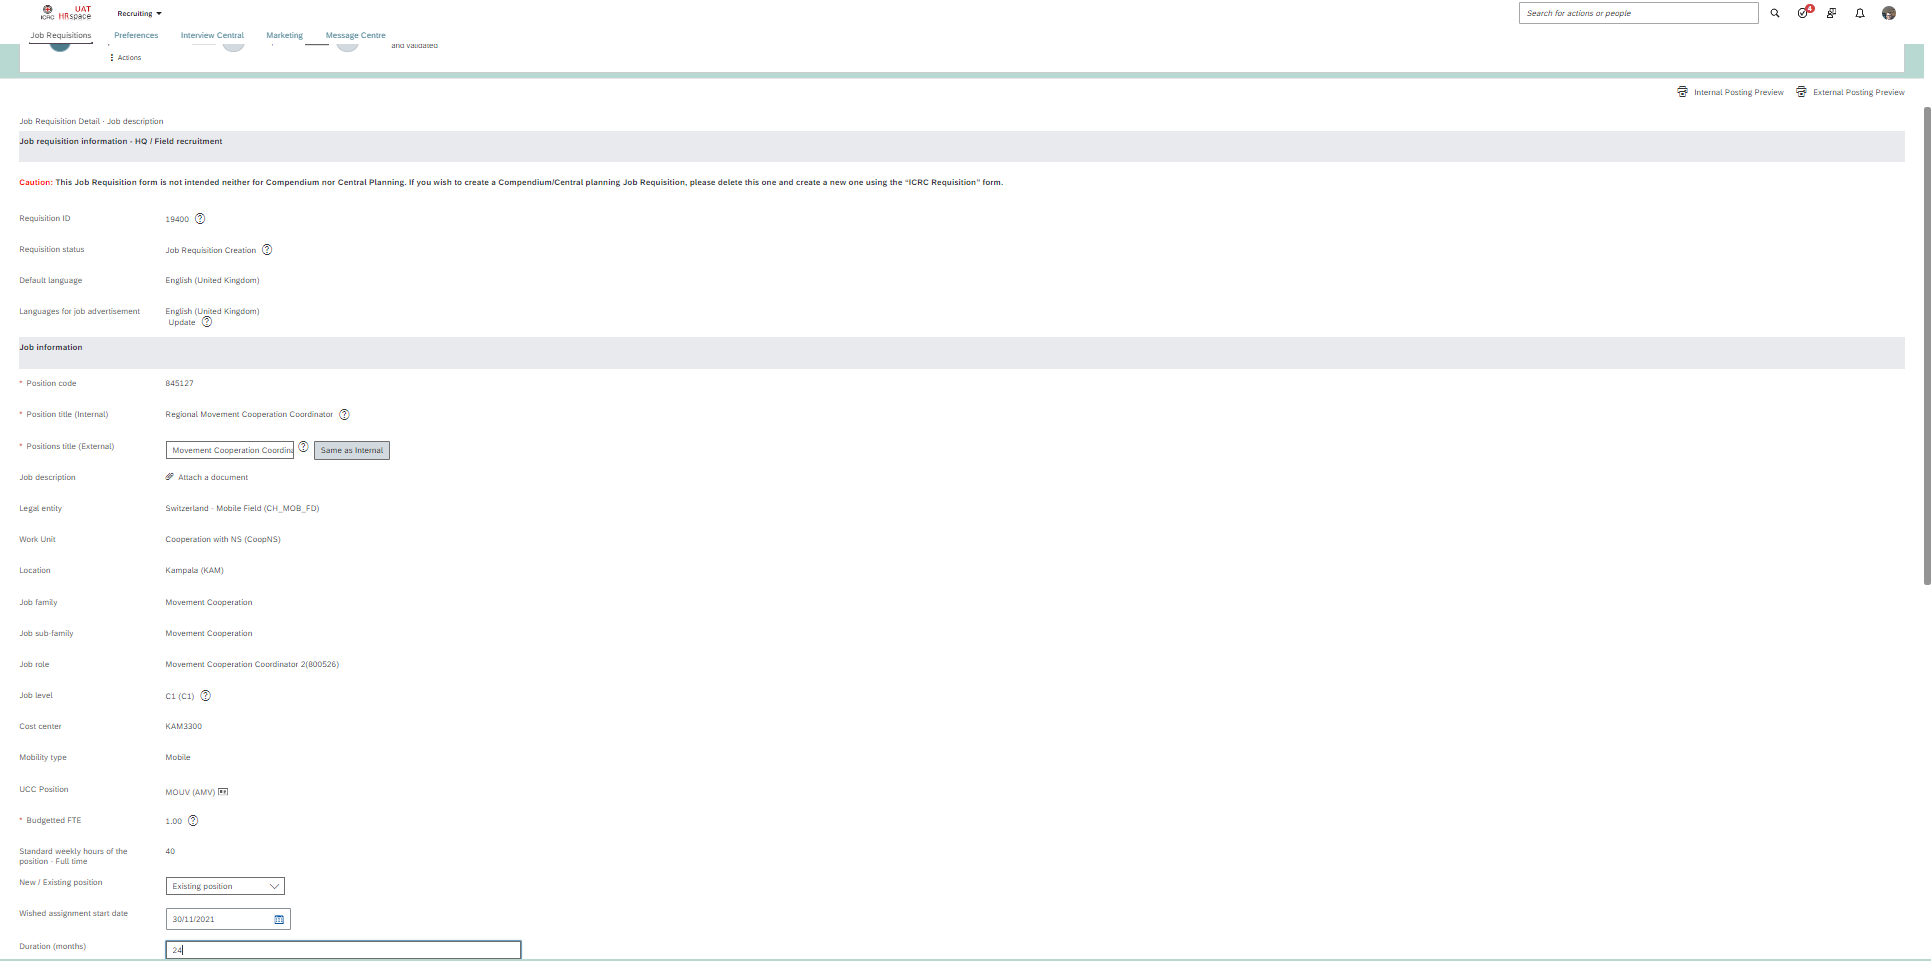 UAT
ICRC HRspace
Recruiting
Search for actions or people
4
Job Requisitions Preferences Interview Central Marketing Message Centre
and validated
Actions
Internal Posting Preview External Posting Preview
Job Requisition Detail - Job description
Job requisition information - HQ / Field recruitment
Caution: This Job Requisition form is not intended neither for Compendium nor Central Planning. If you wish to create a Compendium/Central planning Job Requisition, please delete this one and create a new one using the “ICRC Requisition” form.
Requisition ID 19400 ?
Requisition status Job Requisition Creation ?
Default language English (United Kingdom)
Languages for job advertisement English (United Kingdom)
Update ?
Job information
* Position code 845127
* Position title (Internal) Regional Movement Cooperation Coordinator ?
* Positions title (External) Movement Cooperation Coordina ? Same as Internal
Job description Attach a document
Legal entity Switzerland - Mobile Field (CH_MOB_FD)
Work Unit Cooperation with NS (CoopNS)
Location Kampala (KAM)
Job family Movement Cooperation
Job sub-family Movement Cooperation
Job role Movement Cooperation Coordinator 2(800526)
Job level C1 (C1) ?
Cost center KAM3300
Mobility type Mobile
UCC Position MOUV (AMV)
* Budgetted FTE 1.00 ?
Standard weekly hours of the 40
position - Full time
New / Existing position Existing position
Wished assignment start date 30/11/2021
Duration (months) 24